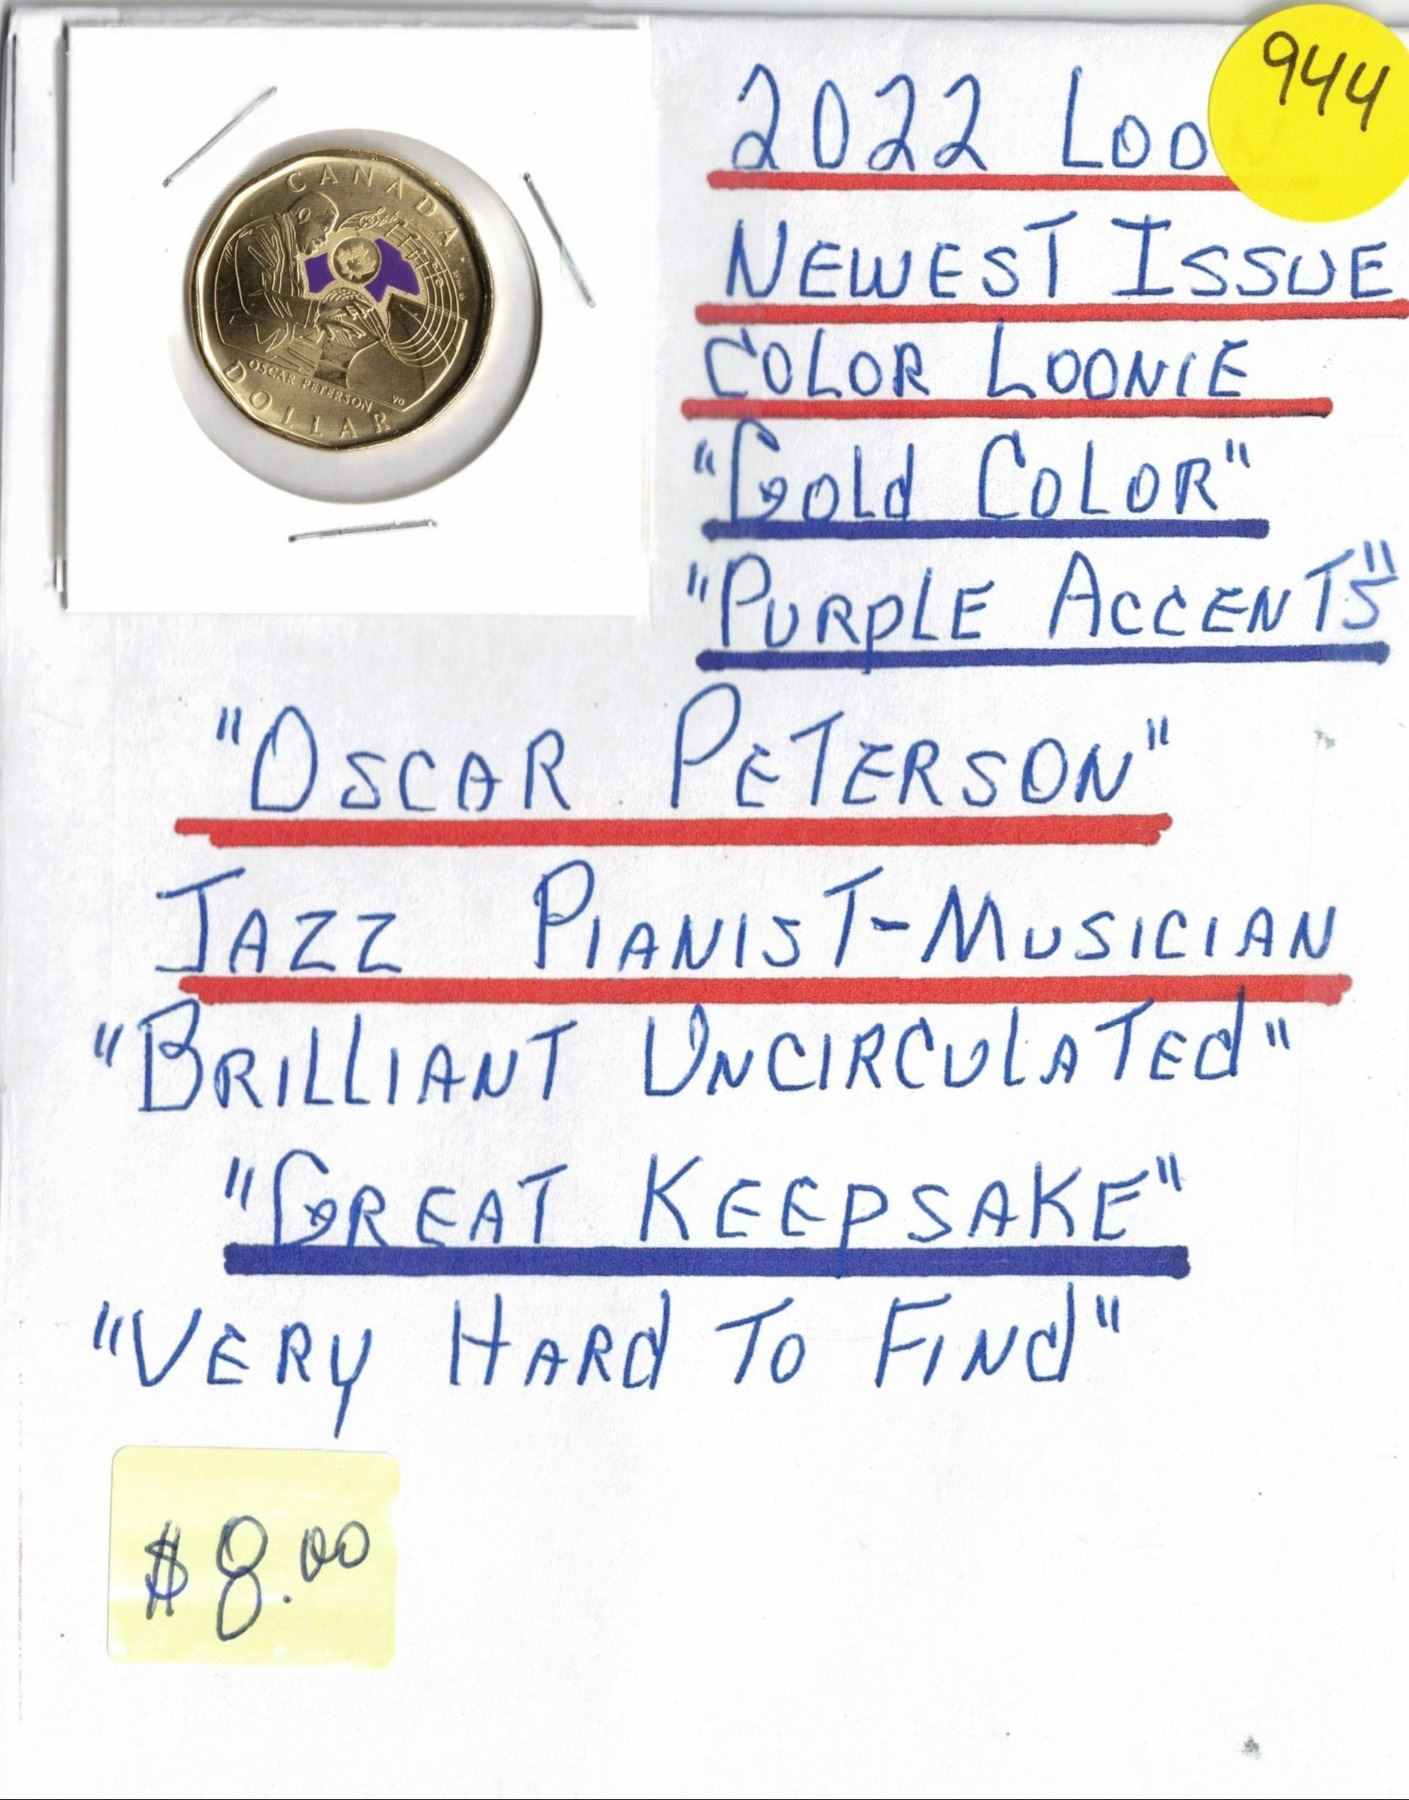 944
2022 LOO
NEWEST ISSUE
COLOR LOONIE
"GOLd COLOR"
"PURPLE ACCENTS"
"OSCAR PETERSON"
JAZZ PIANIST-MUSICIAN
"BRILLIANT UNCIRCULATEd"
"GREAT KEEPSAKE"
"VERY HARd TO FINd"
$8.00
CANADA
OSCAR PETERSON
VD
DOLLAR